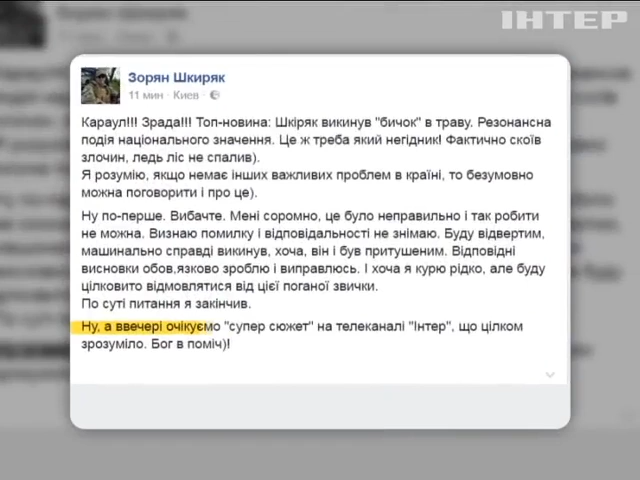 ІНТЕР
Зорян Шкиряк
11 мин · Киев ·
Караул!!! Зрада!!! Топ-новина: Шкіряк викинув "бичок" в траву. Резонансна
подія національного значення. Це ж треба який негідник! Фактично скоїв
злочин, ледь ліс не спалив).
Я розумію, якщо немає інших важливих проблем в країні, то безумовно
можна поговорити і про це).
Ну по-перше. Вибачте. Мені соромно, це було неправильно і так робити
не можна. Визнаю помилку і відповідальності не знімаю. Буду відвертим,
машинально справді викинув, хоча, він і був притушеним. Відповідні
висновки обов,язково зроблю і виправлюсь. І хоча я курю рідко, але буду
цілковито відмовлятися від цієї поганої звички.
По суті питання я закінчив.
Ну, а ввечері очікуємо "супер сюжет" на телеканалі "Інтер", що цілком
зрозуміло. Бог в поміч)!